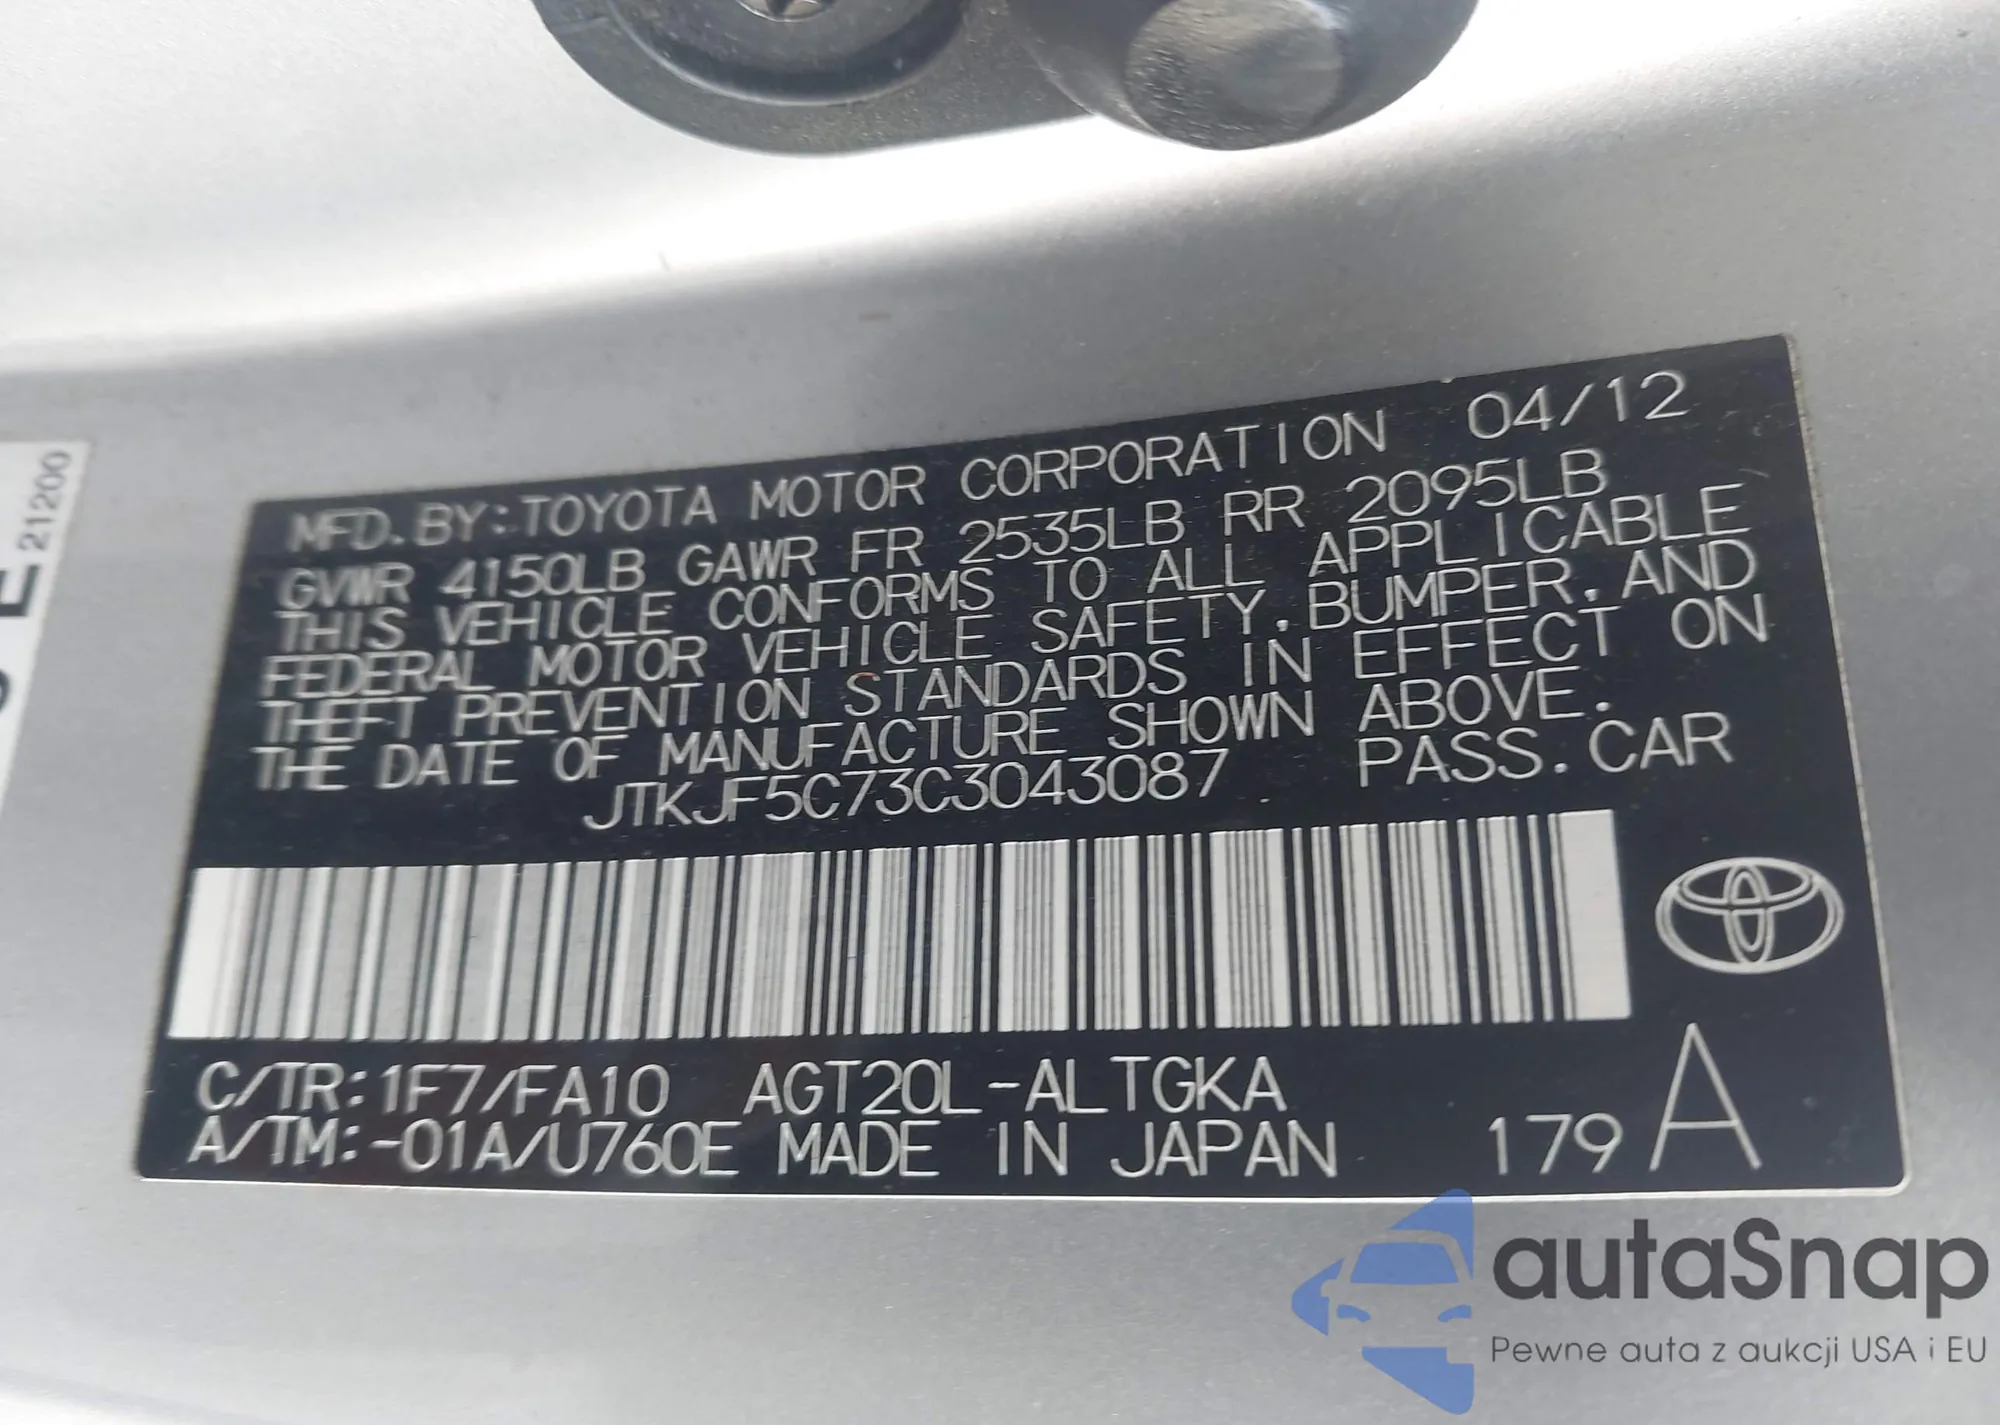 MFD. BY: TOYOTA MOTOR CORPORATION 04/12
GVWR 4150LB GAWR FR 2535LB RR 2095LB
THIS VEHICLE CONFORMS TO ALL APPLICABLE
FEDERAL MOTOR VEHICLE SAFETY, BUMPER, AND
THEFT PREVENTION STANDARDS IN EFFECT ON
THE DATE OF MANUFACTURE SHOWN ABOVE.
JTKJF5C73C3043087 PASS. CAR
C/TR: 1F7/FA10 AGT20L-ALTGKA
A/TM: -01A/U760E MADE IN JAPAN 179 A
21200
autaSnap
Pewne auta z aukcji USA i EU